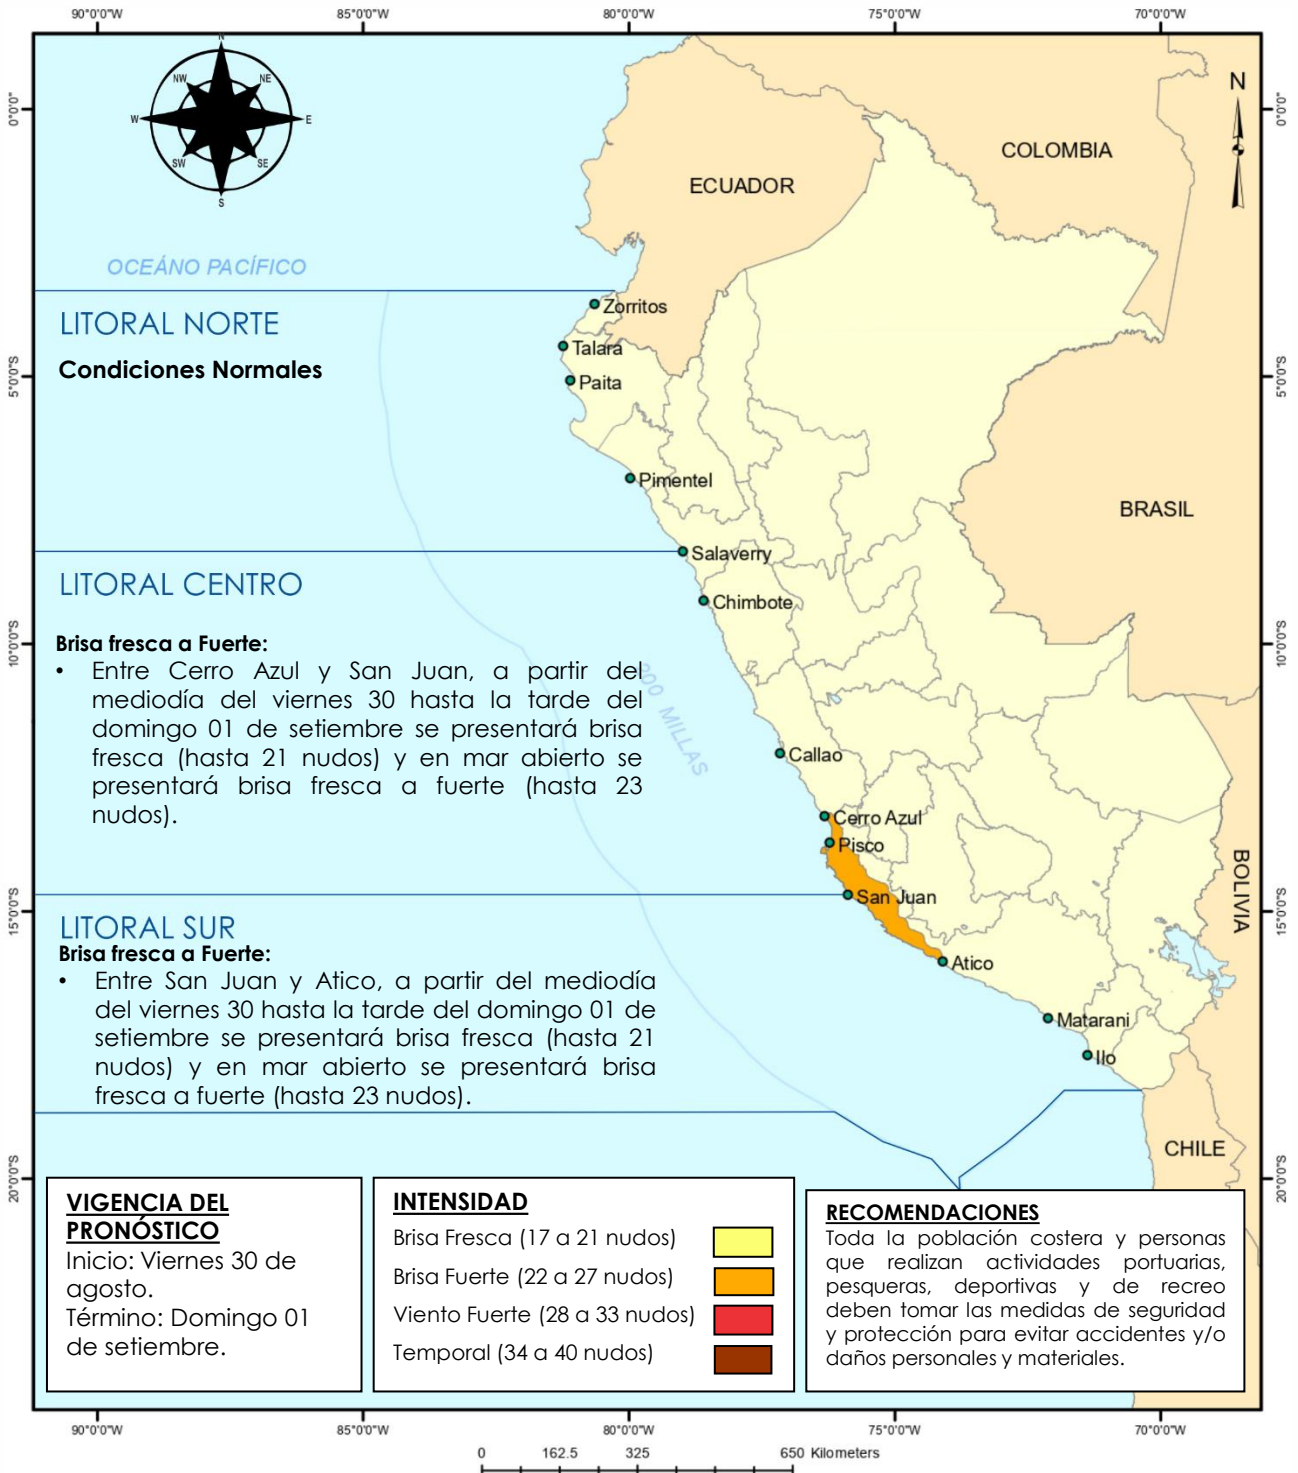 90°0'0"W 85°0'0"W 80°0'0"W 75°0'0"W 70°0'0"W
N
NW NE
W E
SW SE
S
N
0°0'0" 0°0'0"
COLOMBIA
ECUADOR
OCEÁNO PACÍFICO
Zorritos
LITORAL NORTE
Talara
Condiciones Normales
Paita
5°0'0"S 5°0'0"S
Pimentel
BRASIL
Salaverry
LITORAL CENTRO
Chimbote
Brisa fresca a Fuerte:
10°0'0"S 10°0'0"S
• Entre Cerro Azul y San Juan, a partir del
mediodía del viernes 30 hasta la tarde del
domingo 01 de setiembre se presentará brisa
fresca (hasta 21 nudos) y en mar abierto se
presentará brisa fresca a fuerte (hasta 23
nudos).
200 MILLAS
Callao
Cerro Azul
Pisco
BOLIVIA
San Juan
15°0'0"S 15°0'0"S
LITORAL SUR
Brisa fresca a Fuerte:
• Entre San Juan y Atico, a partir del mediodía
del viernes 30 hasta la tarde del domingo 01 de
setiembre se presentará brisa fresca (hasta 21
nudos) y en mar abierto se presentará brisa
fresca a fuerte (hasta 23 nudos).
Atico
Matarani
Ilo
CHILE
20°0'0"S 20°0'0"S
VIGENCIA DEL
PRONÓSTICO
Inicio: Viernes 30 de
agosto.
Término: Domingo 01
de setiembre.
INTENSIDAD
Brisa Fresca (17 a 21 nudos)
Brisa Fuerte (22 a 27 nudos)
Viento Fuerte (28 a 33 nudos)
Temporal (34 a 40 nudos)
RECOMENDACIONES
Toda la población costera y personas
que realizan actividades portuarias,
pesqueras, deportivas y de recreo
deben tomar las medidas de seguridad
y protección para evitar accidentes y/o
daños personales y materiales.
90°0'0"W 85°0'0"W 80°0'0"W 75°0'0"W 70°0'0"W
0 162.5 325 650 Kilometers